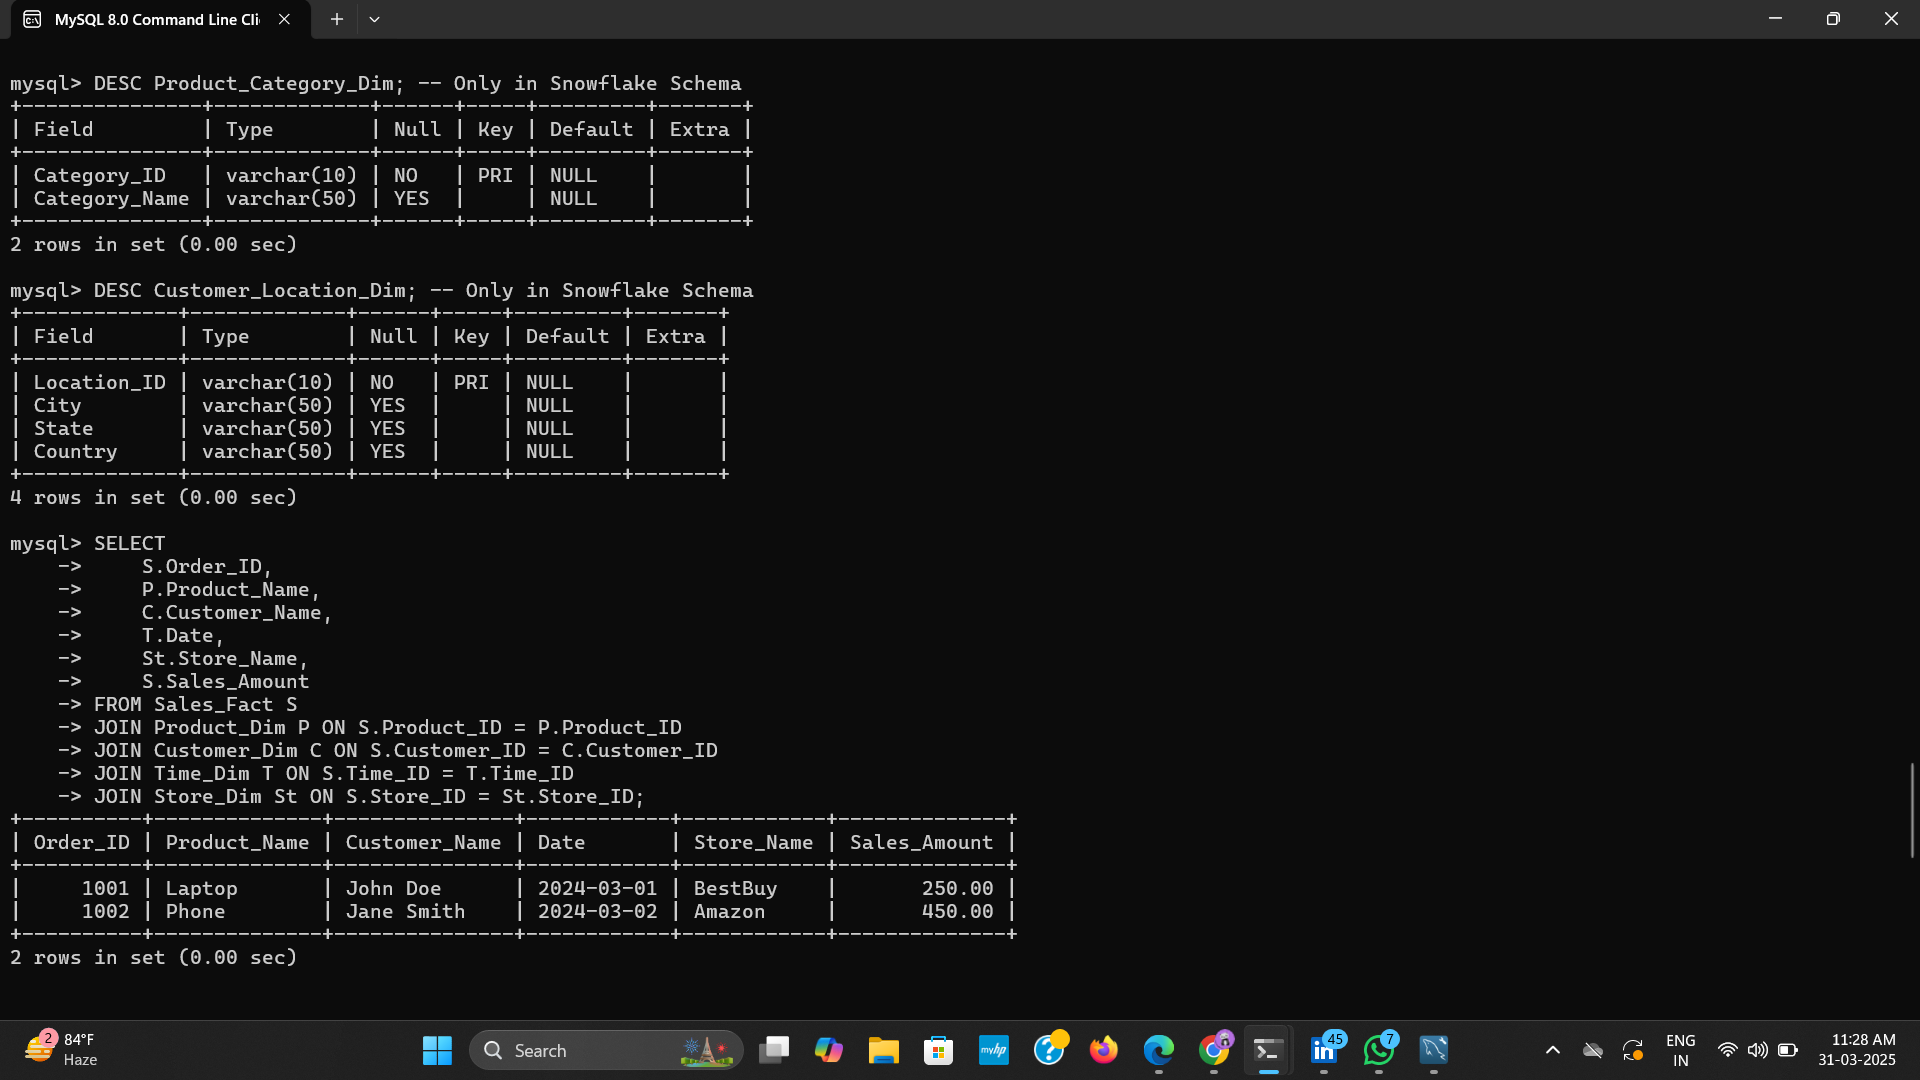 MySQL 8.0 Command Line Cli
mysql> DESC Product_Category_Dim; -- Only in Snowflake Schema
+---------------+-------------+------+-----+---------+-------+
| Field         | Type        | Null | Key | Default | Extra |
+---------------+-------------+------+-----+---------+-------+
| Category_ID   | varchar(10) | NO   | PRI | NULL    |       |
| Category_Name | varchar(50) | YES  |     | NULL    |       |
+---------------+-------------+------+-----+---------+-------+
2 rows in set (0.00 sec)
mysql> DESC Customer_Location_Dim; -- Only in Snowflake Schema
+-------------+-------------+------+-----+---------+-------+
| Field       | Type        | Null | Key | Default | Extra |
+-------------+-------------+------+-----+---------+-------+
| Location_ID | varchar(10) | NO   | PRI | NULL    |       |
| City        | varchar(50) | YES  |     | NULL    |       |
| State       | varchar(50) | YES  |     | NULL    |       |
| Country     | varchar(50) | YES  |     | NULL    |       |
+-------------+-------------+------+-----+---------+-------+
4 rows in set (0.00 sec)
mysql> SELECT
    ->     S.Order_ID,
    ->     P.Product_Name,
    ->     C.Customer_Name,
    ->     T.Date,
    ->     St.Store_Name,
    ->     S.Sales_Amount
    -> FROM Sales_Fact S
    -> JOIN Product_Dim P ON S.Product_ID = P.Product_ID
    -> JOIN Customer_Dim C ON S.Customer_ID = C.Customer_ID
    -> JOIN Time_Dim T ON S.Time_ID = T.Time_ID
    -> JOIN Store_Dim St ON S.Store_ID = St.Store_ID;
+----------+--------------+---------------+------------+------------+--------------+
| Order_ID | Product_Name | Customer_Name | Date       | Store_Name | Sales_Amount |
+----------+--------------+---------------+------------+------------+--------------+
|     1001 | Laptop       | John Doe      | 2024-03-01 | BestBuy    |       250.00 |
|     1002 | Phone        | Jane Smith    | 2024-03-02 | Amazon     |       450.00 |
+----------+--------------+---------------+------------+------------+--------------+
2 rows in set (0.00 sec)
2 84°F
Haze
Search
myhp
45
7
ENG
IN
11:28 AM
31-03-2025